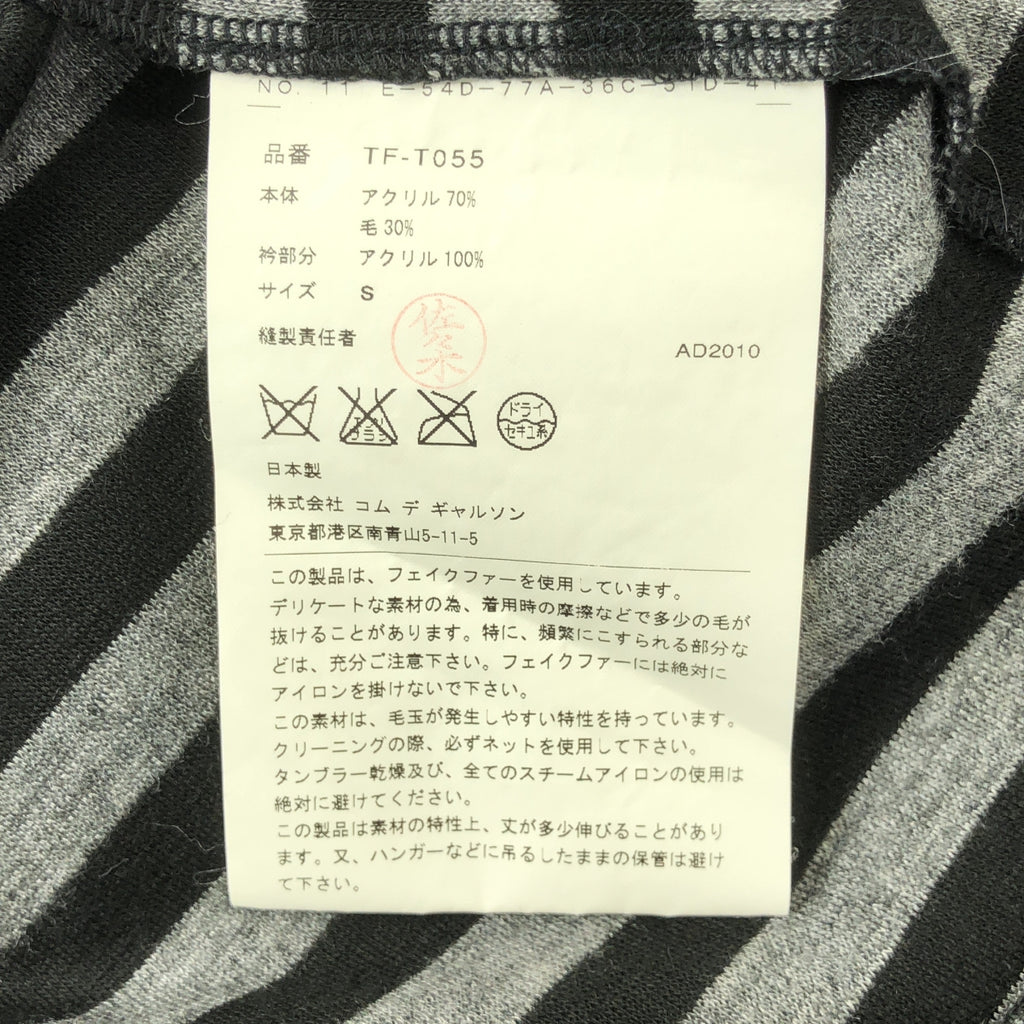 NO. 11 E-54D-77A-36C-51D-41
品番 TF-T055
本体 アクリル 70%
毛 30%
衿部分 アクリル 100%
サイズ S
縫製責任者 佐々木
AD2010
ドライ
セキユ系
日本製
株式会社 コム デ ギャルソン
東京都港区南青山5-11-5
この製品は、フェイクファーを使用しています。
デリケートな素材の為、着用時の摩擦などで多少の毛が
抜けることがあります。特に、頻繁にこすられる部分な
どは、充分ご注意下さい。フェイクファーには絶対に
アイロンを掛けないで下さい。
この素材は、毛玉が発生しやすい特性を持っています。
クリーニングの際、必ずネットを使用して下さい。
タンブラー乾燥及び、全てのスチームアイロンの使用は
絶対に避けてください。
この製品は素材の特性上、丈が多少伸びることがあり
ます。又、ハンガーなどに吊るしたままの保管は避け
て下さい。